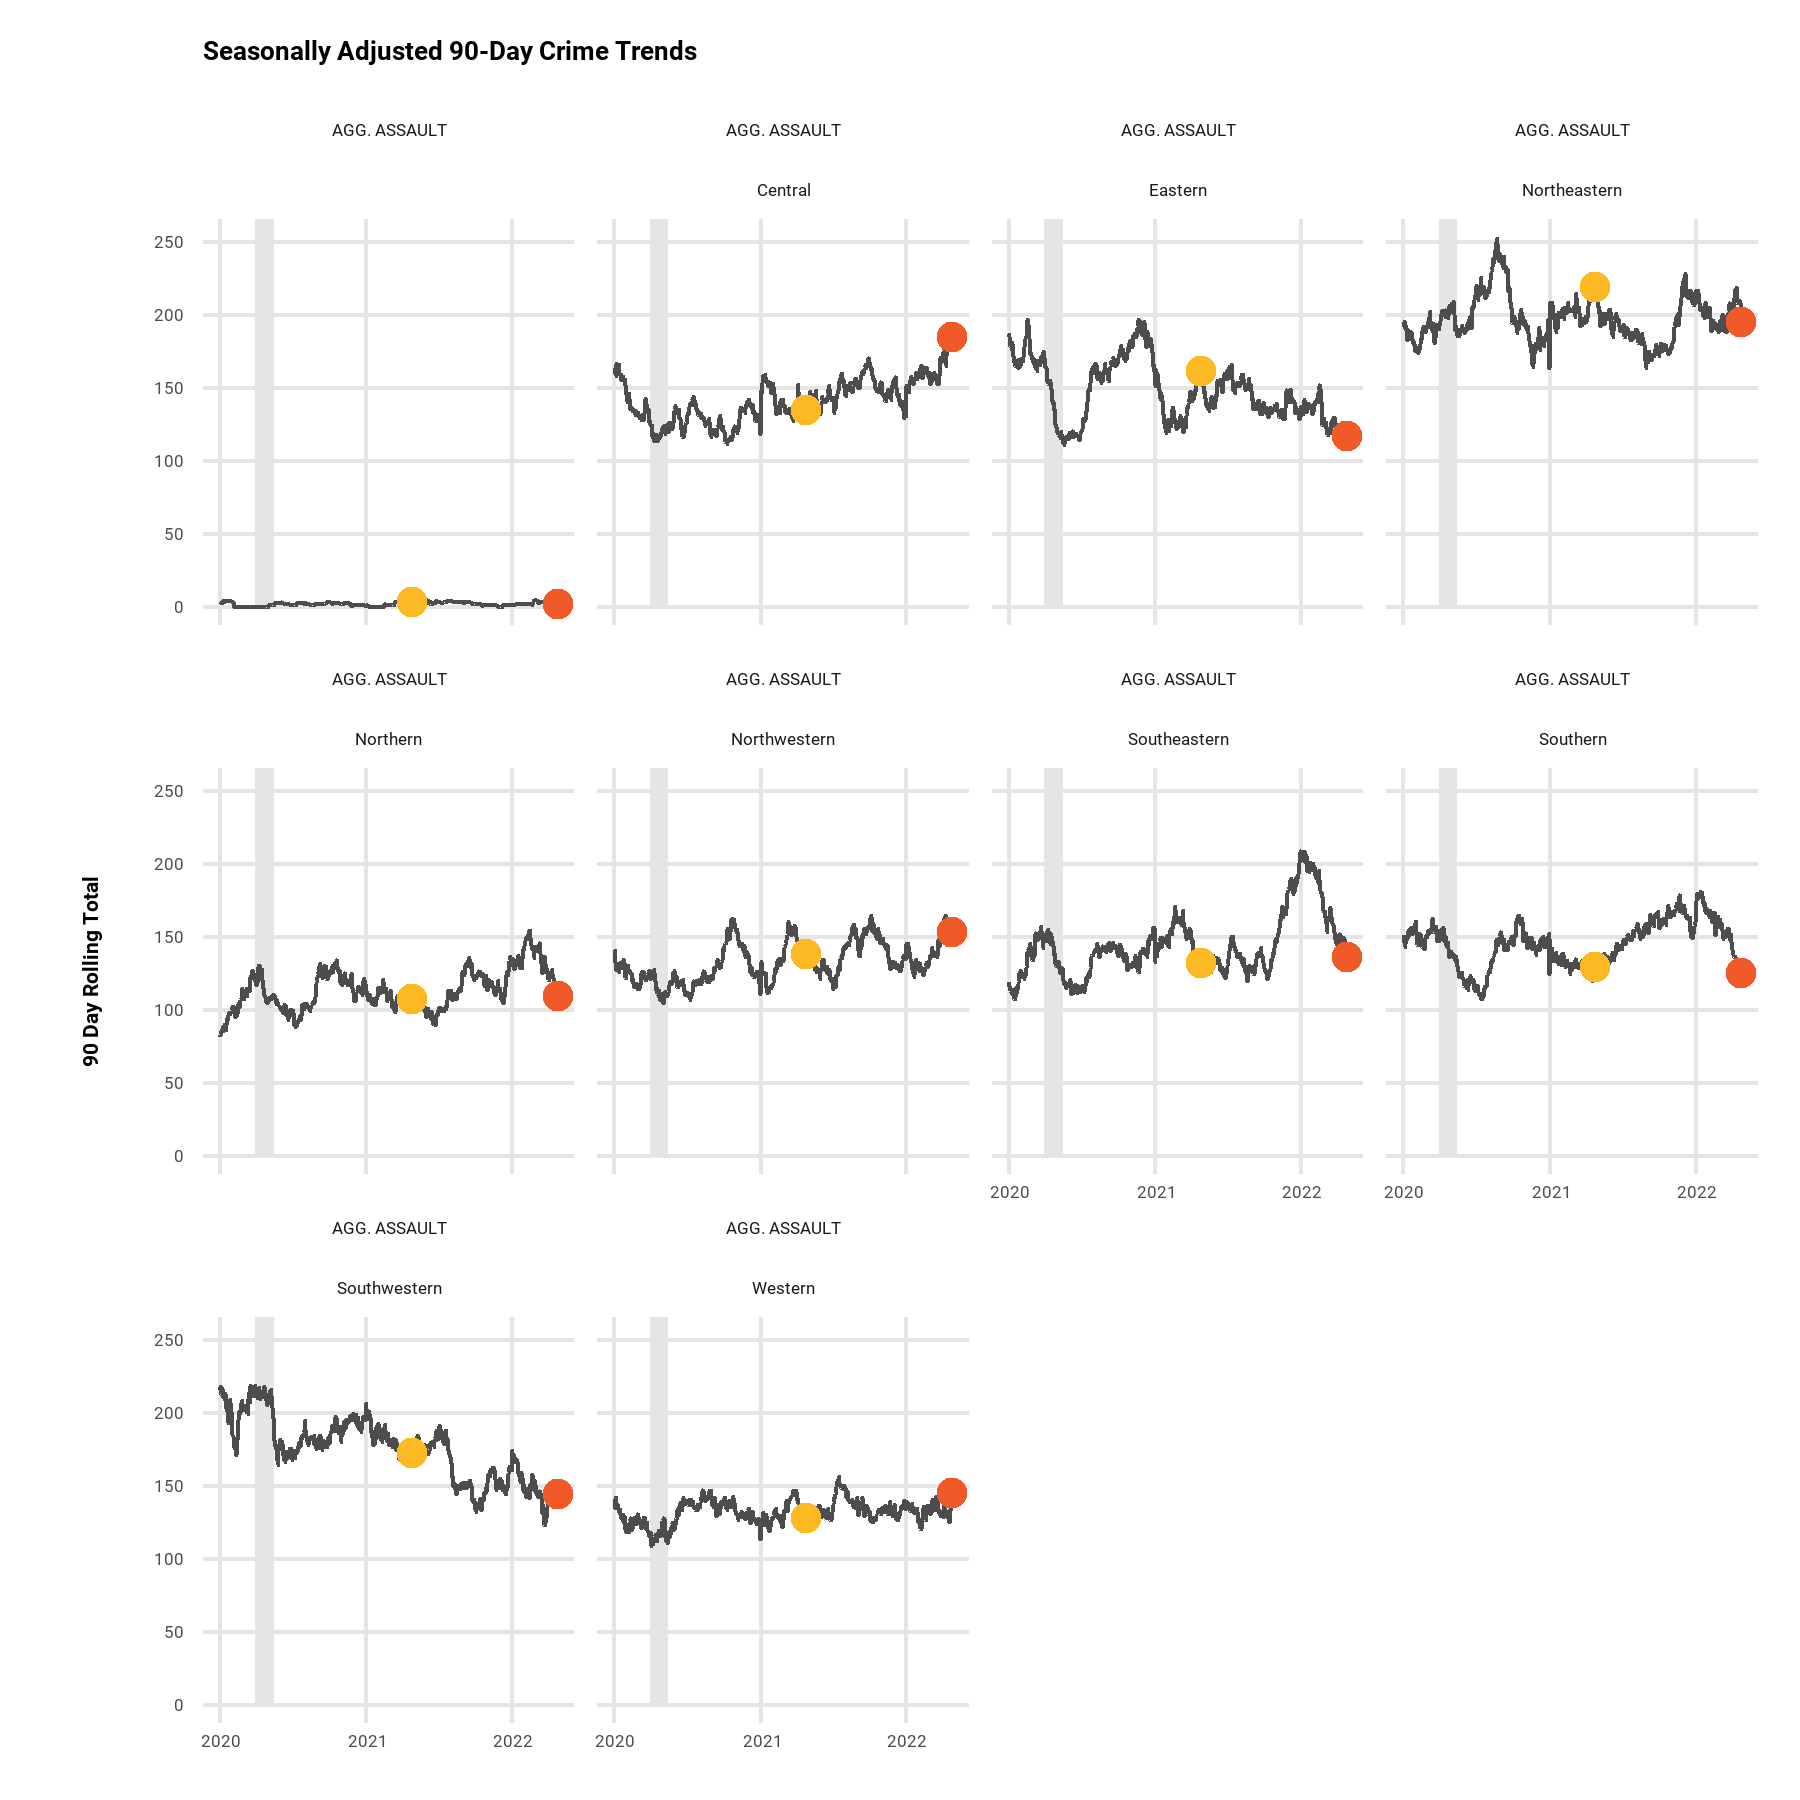 Seasonally Adjusted 90-Day Crime Trends
AGG. ASSAULT
AGG. ASSAULT
AGG. ASSAULT
AGG. ASSAULT
Central
Eastern
Northeastern
250
200
150
100
50
0
AGG. ASSAULT
AGG. ASSAULT
AGG. ASSAULT
AGG. ASSAULT
Northern
Northwestern
Southeastern
Southern
250
200
150
100
50
0
2020
2021
2022
2020
2021
2022
90 Day Rolling Total
AGG. ASSAULT
AGG. ASSAULT
Southwestern
Western
250
200
150
100
50
0
2020
2021
2022
2020
2021
2022